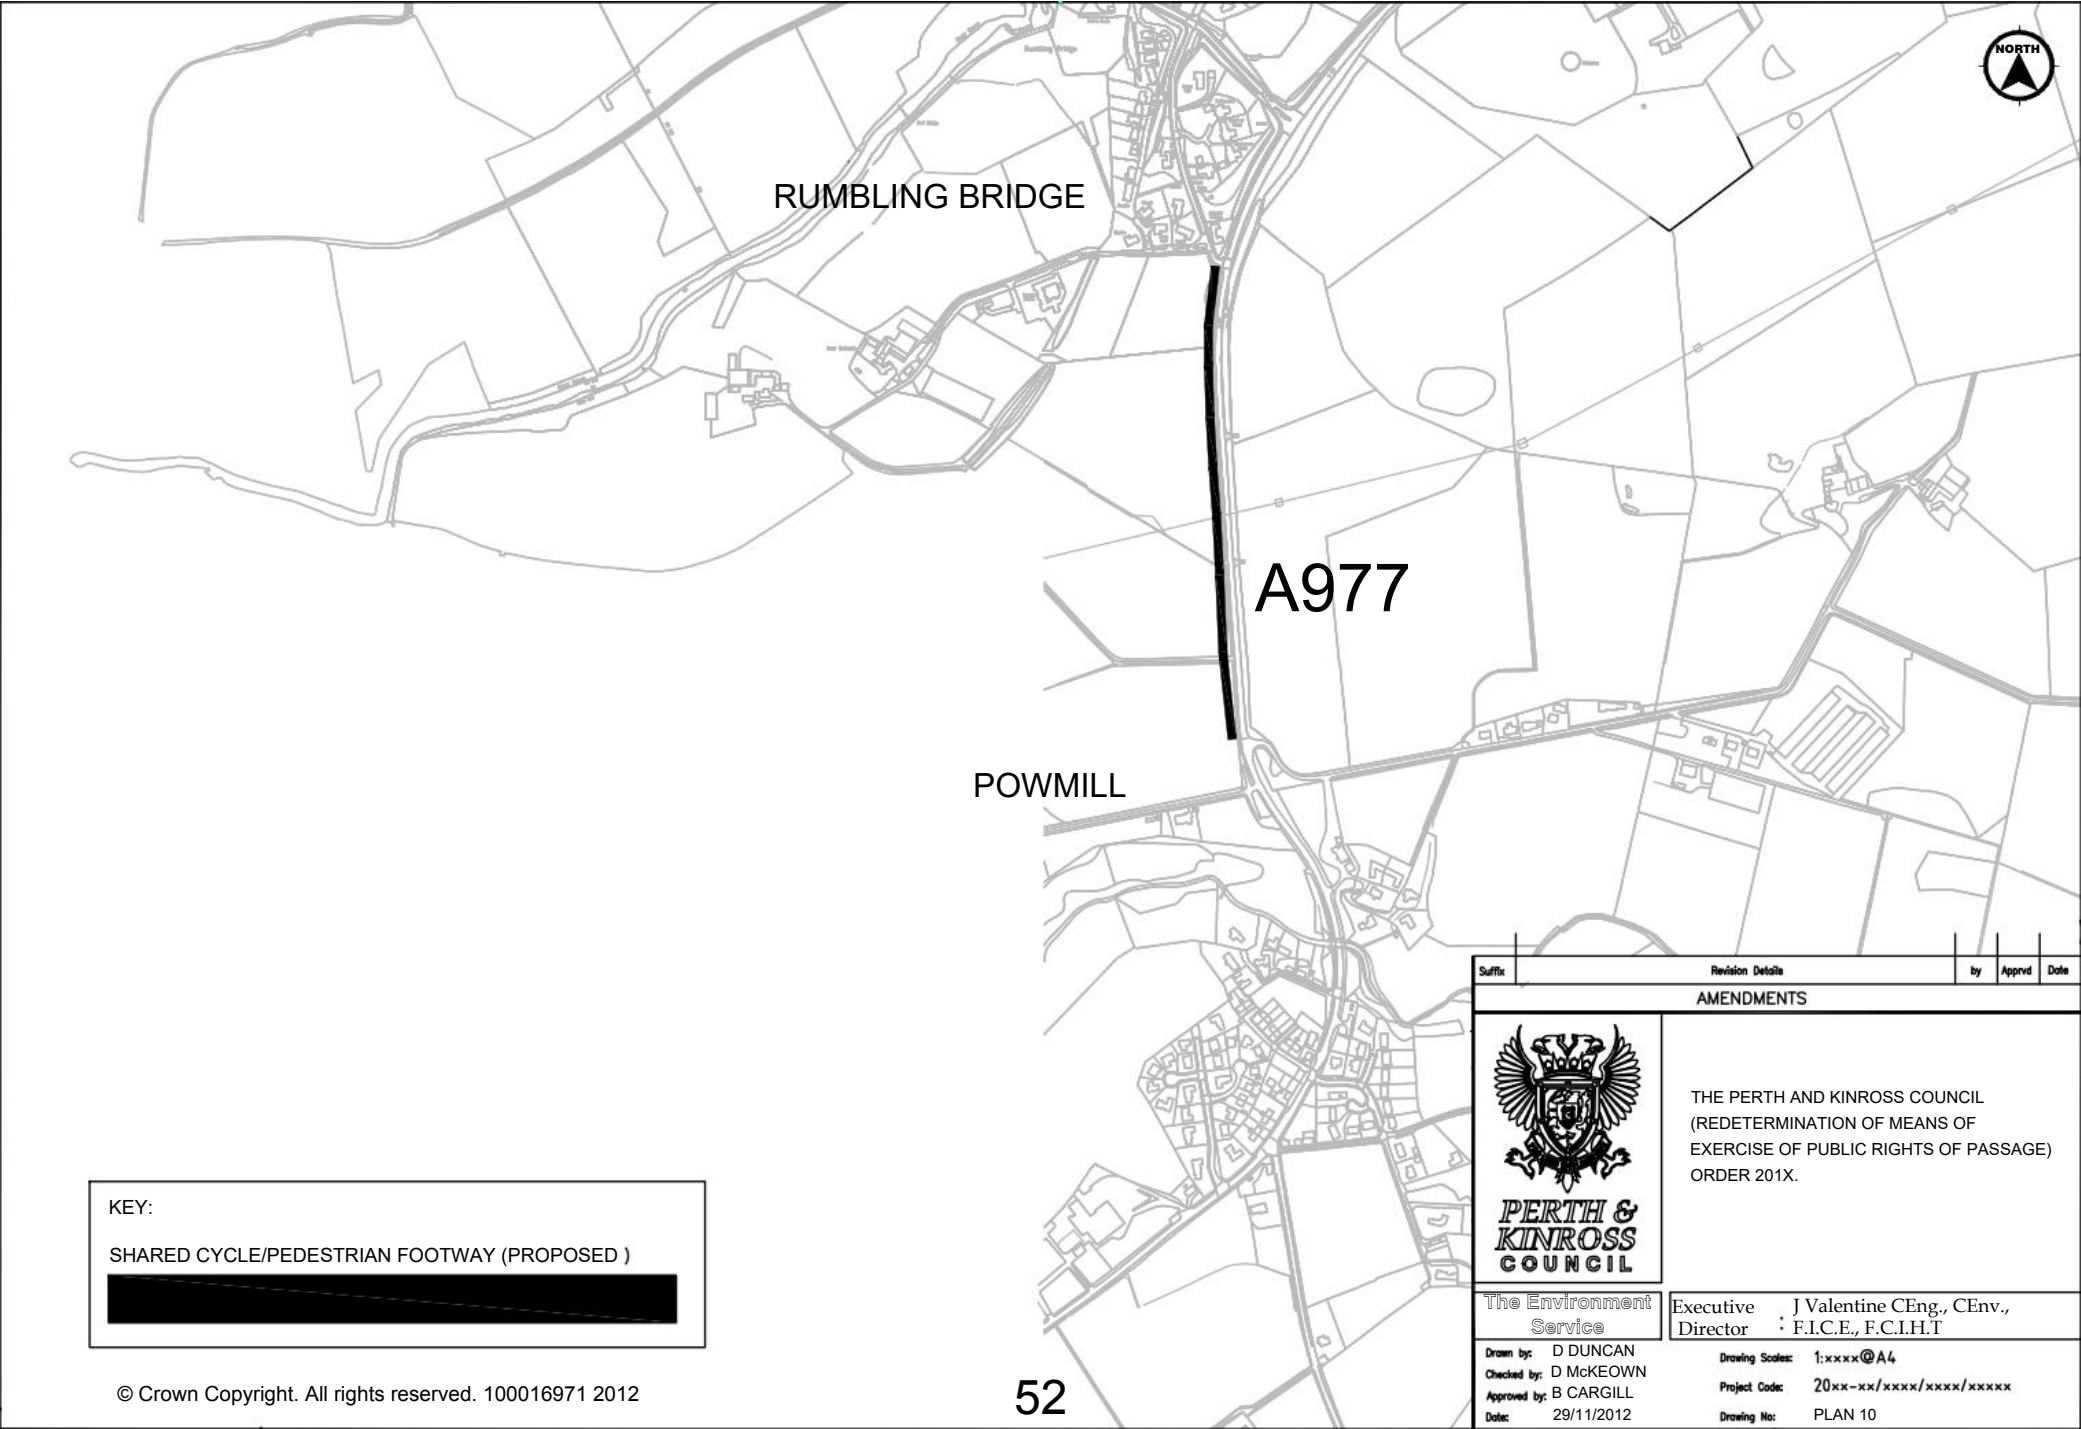 NORTH
RUMBLING BRIDGE
A977
POWMILL
KEY:
SHARED CYCLE/PEDESTRIAN FOOTWAY (PROPOSED )
© Crown Copyright. All rights reserved. 100016971 2012
52
Suffix Revision Details by Apprvd Date
AMENDMENTS
THE PERTH AND KINROSS COUNCIL
(REDETERMINATION OF MEANS OF
EXERCISE OF PUBLIC RIGHTS OF PASSAGE)
ORDER 201X.
PERTH &
KINROSS
COUNCIL
The Environment
Service
Executive : J Valentine CEng., CEnv.,
Director : F.I.C.E., F.C.I.H.T
Drawn by: D DUNCAN
Checked by: D McKEOWN
Approved by: B CARGILL
Date: 29/11/2012
Drawing Scales: 1:xxxx@A4
Project Code: 20xx-xx/xxxx/xxxx/xxxxx
Drawing No: PLAN 10